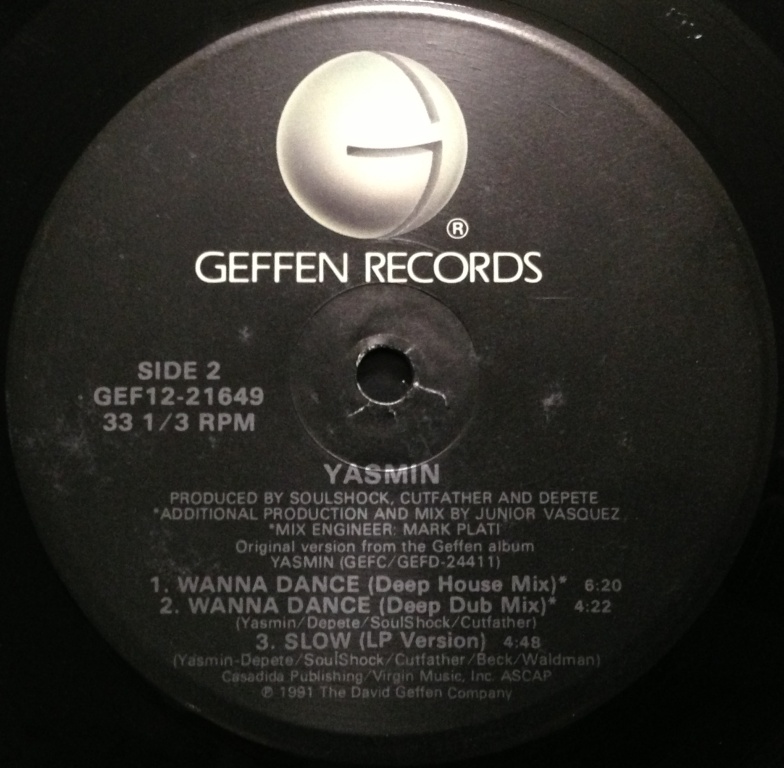 ®
GEFFEN RECORDS
SIDE 2
GEF12-21649
33 1/3 RPM
YASMIN
PRODUCED BY SOULSHOCK, CUTFATHER AND DEPETE
*ADDITIONAL PRODUCTION AND MIX BY JUNIOR VASQUEZ
*MIX ENGINEER: MARK PLATI
Original version from the Geffen album
YASMIN (GEFC/GEFD-24411)
1. WANNA DANCE (Deep House Mix)* 6:20
2. WANNA DANCE (Deep Dub Mix)* 4:22
(Yasmin/Depete/SoulShock/Cutfather)
3. SLOW (LP Version) 4:48
(Yasmin-Depete/SoulShock/Cutfather/Beck/Waldman)
Casadida Publishing/Virgin Music, Inc. ASCAP
℗ 1991 The David Geffen Company